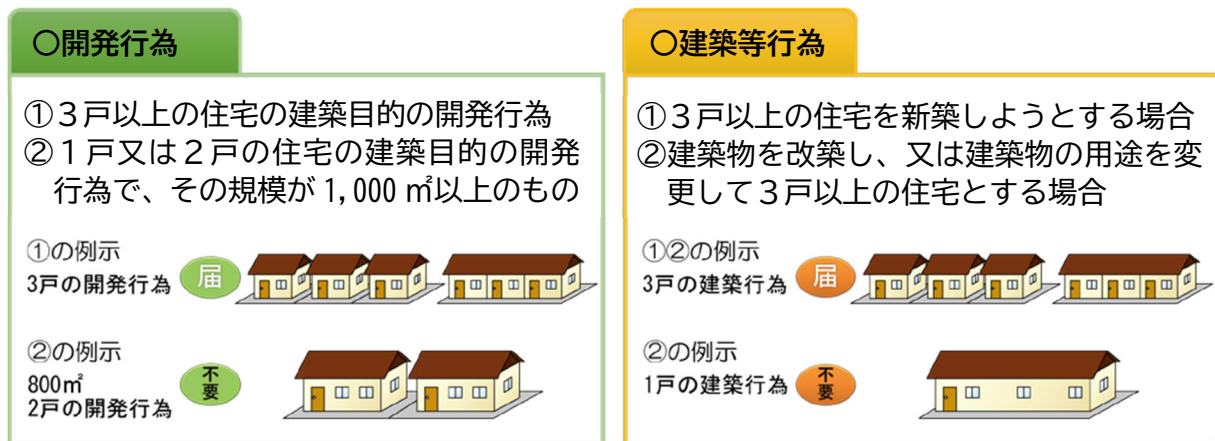 〇開発行為
①３戸以上の住宅の建築目的の開発行為
②１戸又は２戸の住宅の建築目的の開発
行為で、その規模が1,000 ㎡以上のもの
①の例示
3戸の開発行為
届
②の例示
800㎡
2戸の開発行為
不要
〇建築等行為
①３戸以上の住宅を新築しようとする場合
②建築物を改築し、又は建築物の用途を変
更して３戸以上の住宅とする場合
①②の例示
3戸の建築行為
届
②の例示
1戸の建築行為
不要